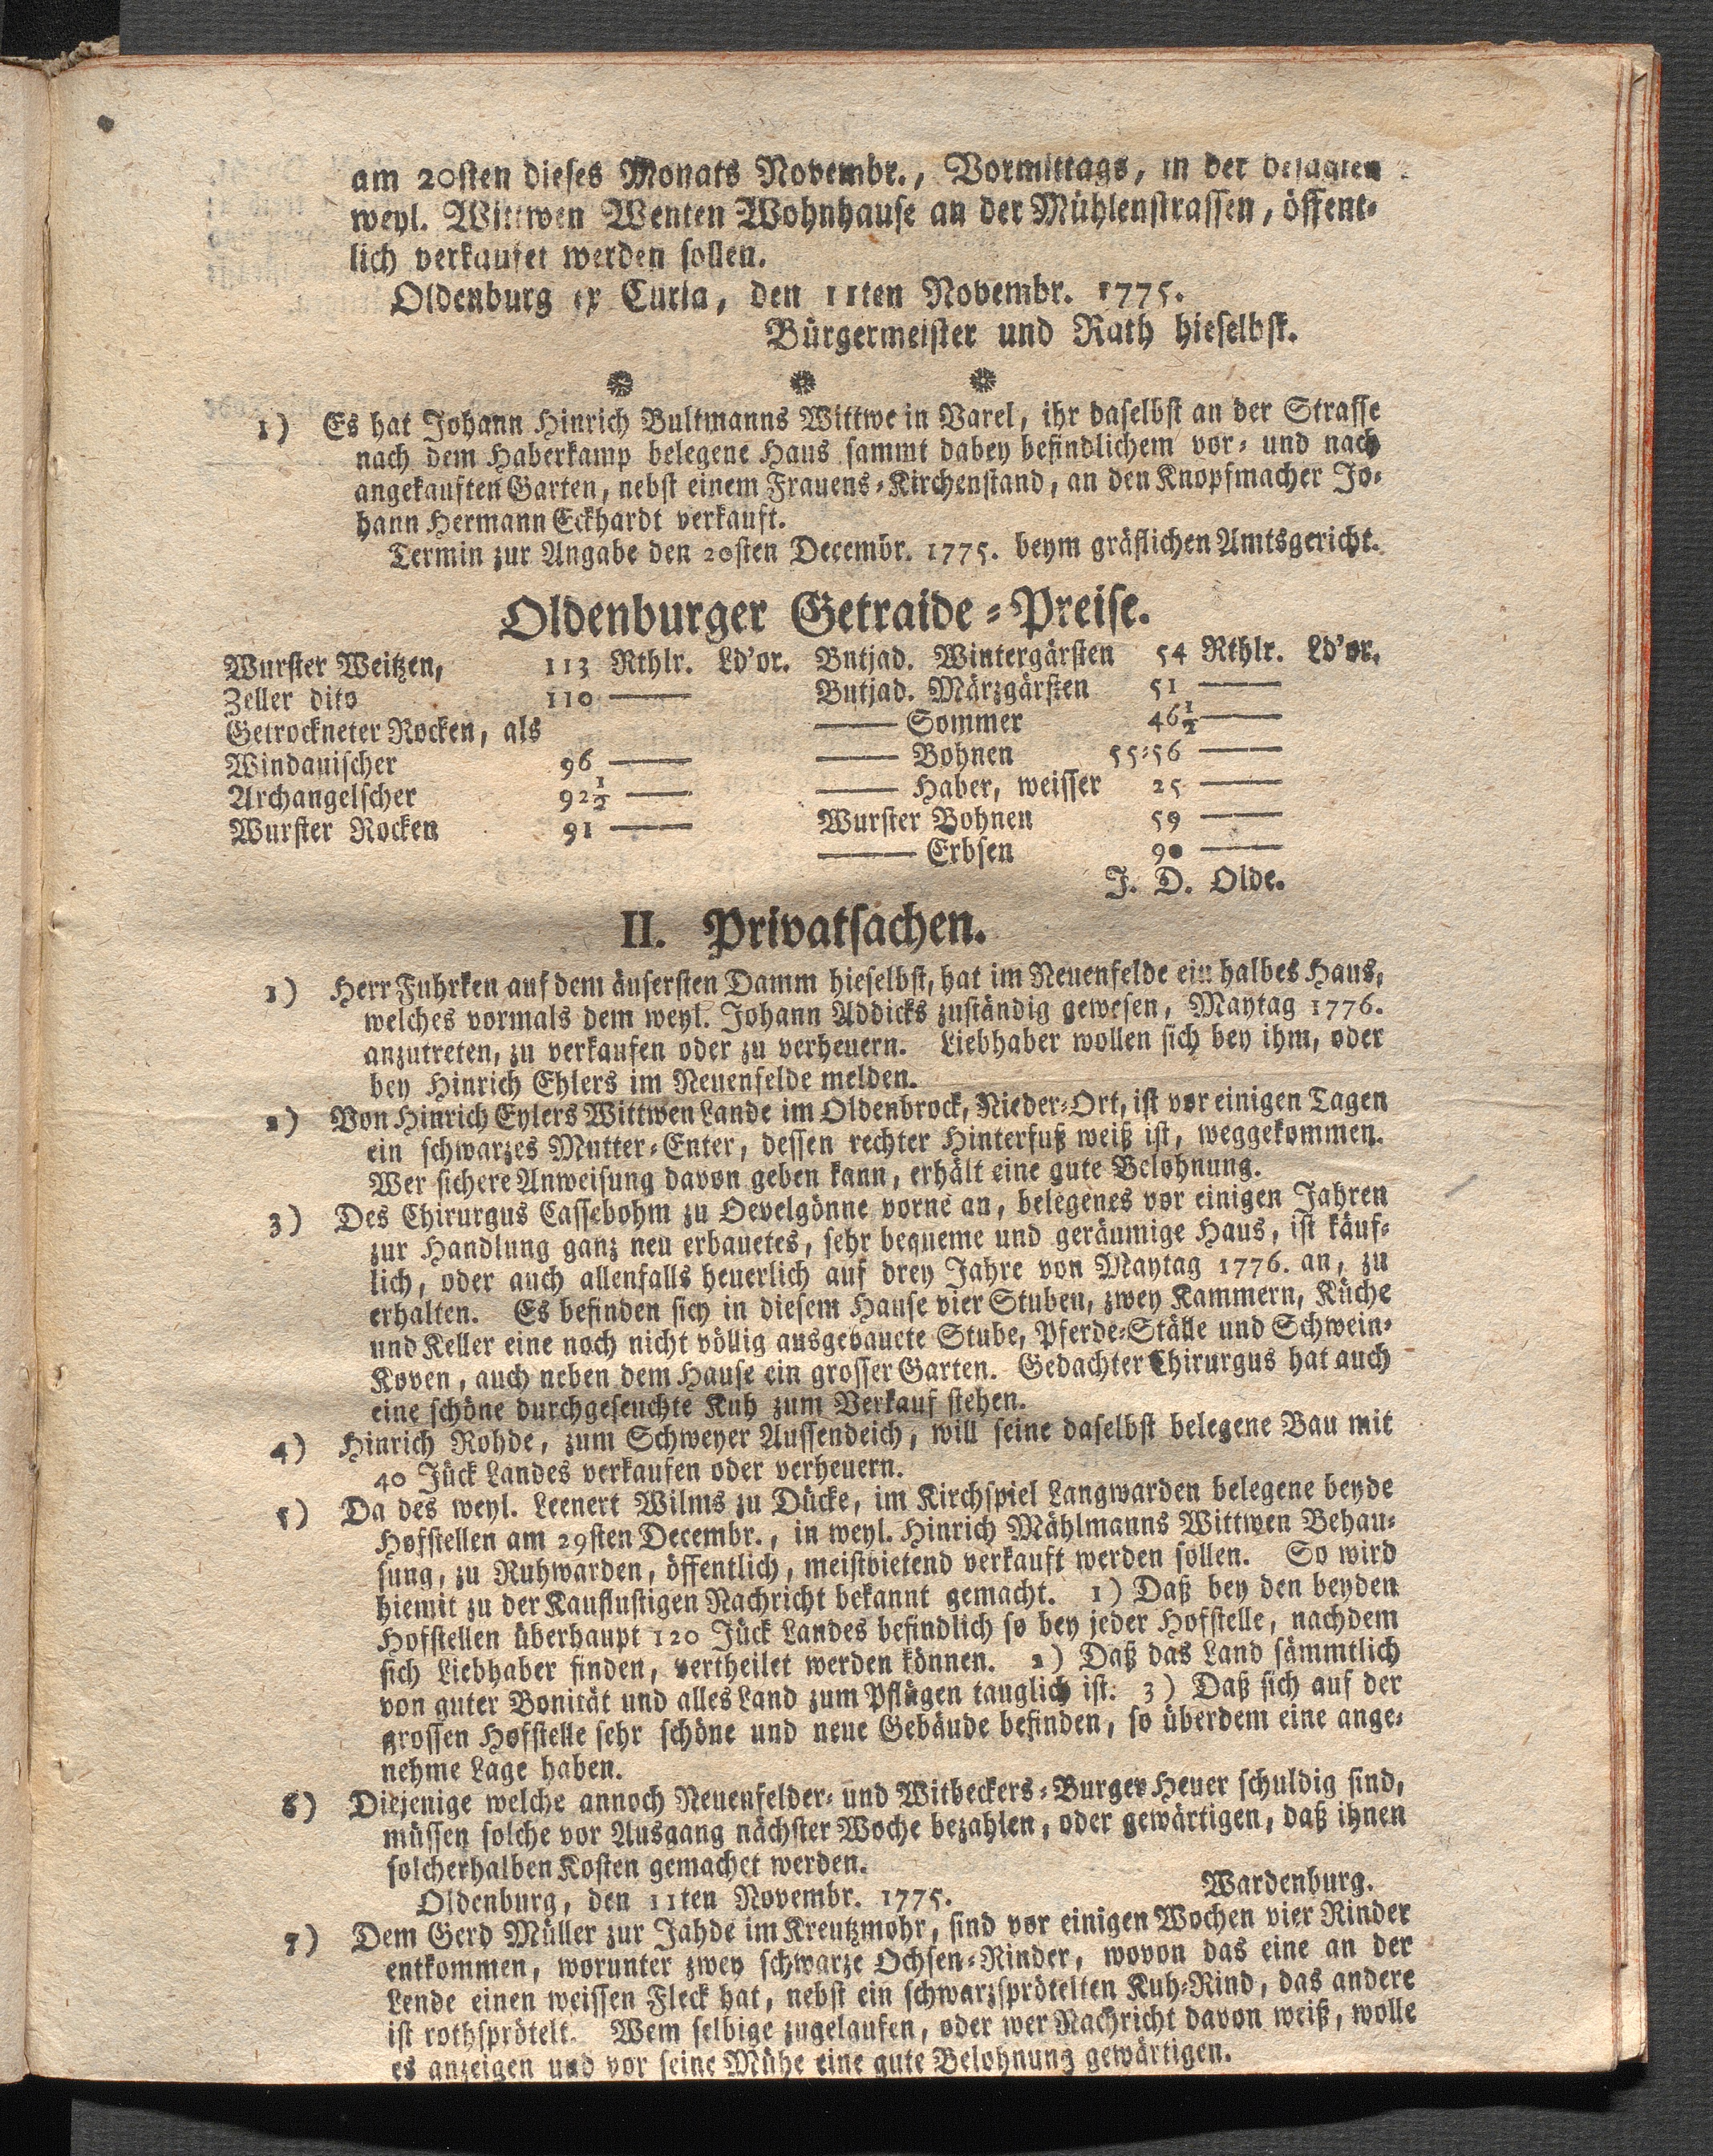 am 20sten dieses Monats Novembr., Vormittags, in der besagten
weyl. Wittwen Wenten Wohnhause an der Mühlenstrassen, öffent-
lich verkaufet werden sollen.
Oldenburg ex Curia, den 11ten Novembr. 1775.
Bürgermeister und Rath hieselbst.
1) Es hat Johann Hinrich Bultmanns Wittwe in Varel, ihr daselbst an der Strasse
nach dem Haberkamp belegene Haus sammt dabey befindlichem vor- und nach
angekauften Garten, nebst einem Frauens-Kirchenstand, an den Knopfmacher Jo-
hann Hermann Eckhardt verkauft.
Termin zur Angabe den 20sten Decembr. 1775. beym gräflichen Amtsgericht.
Oldenburger Getraide-Preise.
Wurster Weitzen, 113 Rthlr. Ld'or. Butjad. Wintergärsten 54 Rthlr. Ld'or.
Zeller dito 110 —— Butjad. Märzgärsten 51 ——
Getrockneter Rocken, als —— Sommer 46½ ——
Windauischer 96 —— —— Bohnen 55-56 ——
Archangelscher 92½ —— —— Haber, weisser 25 ——
Wurster Rocken 91 —— Wurster Bohnen 59 ——
—— Erbsen 90 ——
J. D. Olde.
II. Privatsachen.
1) Herr Fuhrken auf dem äusersten Damm hieselbst, hat im Neuenfelde ein halbes Haus,
welches vormals dem weyl. Johann Addicks zuständig gewesen, Maytag 1776.
anzutreten, zu verkaufen oder zu verheuern. Liebhaber wollen sich bey ihm, oder
bey Hinrich Ehlers im Neuenfelde melden.
2) Von Hinrich Eylers Wittwen Lande im Oldenbrock, Nieder-Ort, ist vor einigen Tagen
ein schwarzes Mutter-Enter, dessen rechter Hinterfuß weiß ist, weggekommen.
Wer sichere Anweisung davon geben kann, erhält eine gute Belohnung.
3) Des Chirurgus Cassebohm zu Oevelgönne vorne an, belegenes vor einigen Jahren
zur Handlung ganz neu erbauetes, sehr bequeme und geräumige Haus, ist käuf-
lich, oder auch allenfalls heuerlich auf drey Jahre von Maytag 1776. an, zu
erhalten. Es befinden sich in diesem Hause vier Stuben, zwey Kammern, Küche
und Keller eine noch nicht völlig ausgebauete Stube, Pferde-Ställe und Schwein-
Koven, auch neben dem Hause ein grosser Garten. Gedachter Chirurgus hat auch
eine schöne durchgeseuchte Kuh zum Verkauf stehen.
4) Hinrich Rohde, zum Schweyer Aussendeich, will seine daselbst belegene Bau mit
40 Jück Landes verkaufen oder verheuern.
5) Da des weyl. Leenert Wilms zu Dücke, im Kirchspiel Langwarden belegene beyde
Hofstellen am 29sten Decembr., in weyl. Hinrich Mählmanns Wittwen Behau-
sung, zu Ruhwarden, öffentlich, meistbietend verkauft werden sollen. So wird
hiemit zu der Kauflustigen Nachricht bekannt gemacht. 1) Daß bey den beyden
Hofstellen überhaupt 120 Jück Landes befindlich so bey jeder Hofstelle, nachdem
sich Liebhaber finden, vertheilet werden können. 2) Daß das Land sämmtlich
von guter Bonität und alles Land zum Pflügen tauglich ist. 3) Daß sich auf der
grossen Hofstelle sehr schöne und neue Gebäude befinden, so überdem eine ange-
nehme Lage haben.
6) Diejenige welche annoch Neuenfelder- und Witbeckers-Burger Heuer schuldig sind,
müssen solche vor Ausgang nächster Woche bezahlen, oder gewärtigen, daß ihnen
solcherhalben Kosten gemachet werden.
Oldenburg, den 11ten Novembr. 1775. Wardenburg.
7) Dem Gerd Müller zur Jahde im Kreutzmohr, sind vor einigen Wochen vier Rinder
entkommen, worunter zwey schwarze Ochsen-Rinder, wovon das eine an der
Lende einen weissen Fleck hat, nebst ein schwarzsprötelten Kuh-Rind, das andere
ist rothsprötelt. Wem selbige zugelaufen, oder wer Nachricht davon weiß, wolle
es anzeigen und vor seine Mühe eine gute Belohnung gewärtigen.